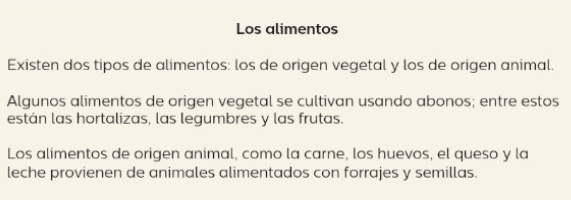 Los alimentos
Existen dos tipos de alimentos: los de origen vegetal y los de origen animal.
Algunos alimentos de origen vegetal se cultivan usando abonos; entre estos
están las hortalizas, las legumbres y las frutas.
Los alimentos de origen animal, como la carne, los huevos, el queso y la
leche provienen de animales alimentados con forrajes y semillas.